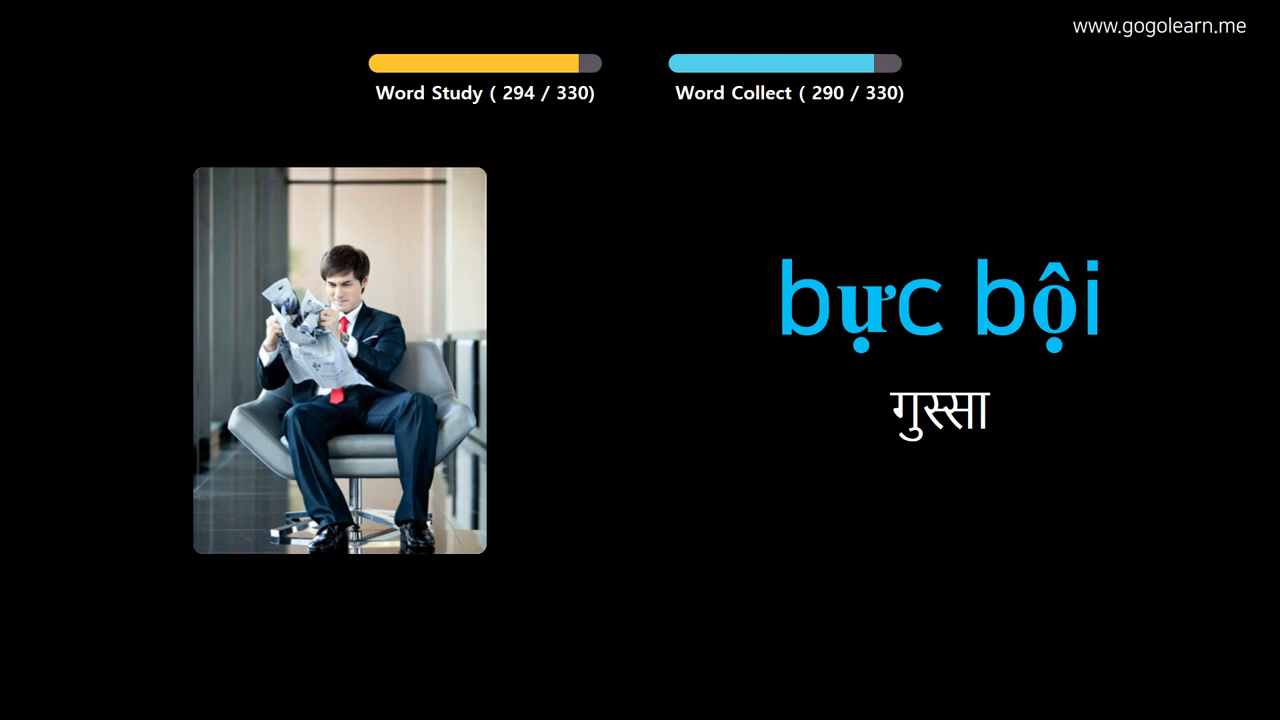 www.gogolearn.me
Word Study ( 294 / 330)
Word Collect ( 290 / 330)
bực bội
गुस्सा